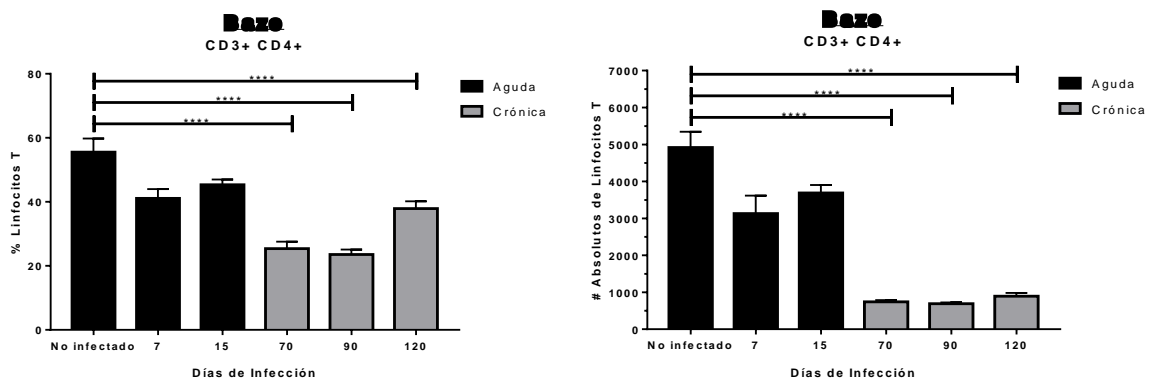 Bazo
CD3+ CD4+
80
60
40
20
0
% Linfocitos T
****
****
****
Aguda
Crónica
No infectado 7 15 70 90 120
Días de Infección
Bazo
CD3+ CD4+
7000
6000
5000
4000
3000
2000
1000
0
# Absolutos de Linfocitos T
****
****
****
Aguda
Crónica
No infectado 7 15 70 90 120
Días de Infección